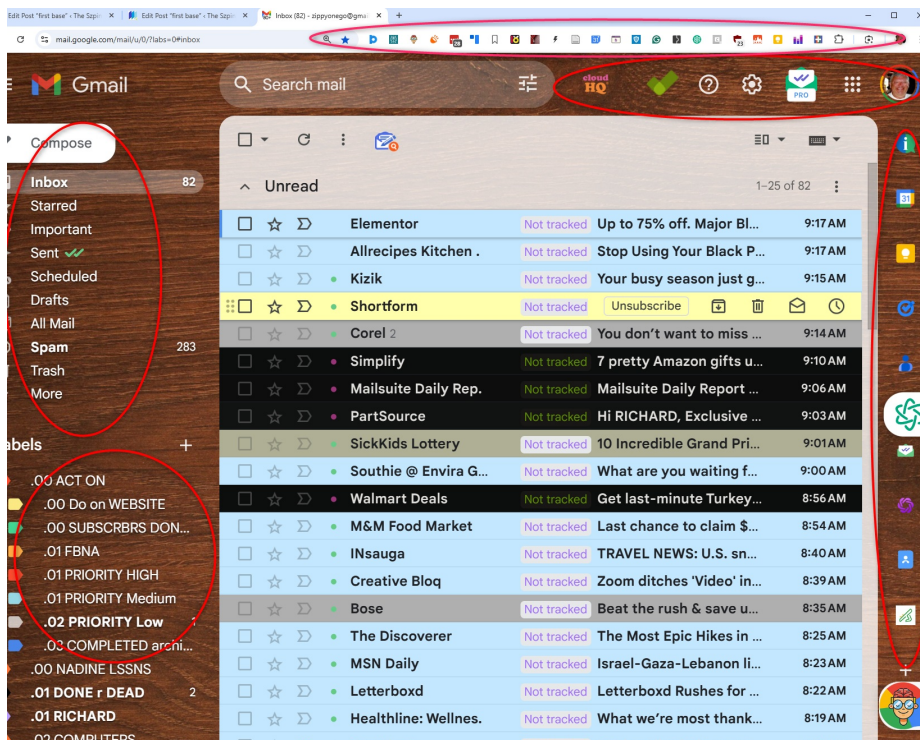 Edit Post "first base" ‹ The Szpin
Edit Post "first base" ‹ The Szpin
Inbox (82) - zippyonego@gmai
mail.google.com/mail/u/0/?labs=0#inbox
28
23
Gmail
Search mail
cloud
HQ
PRO
Compose
Inbox 82
Starred
Important
Sent
Scheduled
Drafts
All Mail
Spam 283
Trash
More
abels
.00 ACT ON
.00 Do on WEBSITE
.00 SUBSCRBRS DON...
.01 FBNA
.01 PRIORITY HIGH
.01 PRIORITY Medium
.02 PRIORITY Low 1
.03 COMPLETED archi...
.00 NADINE LSSNS
.01 DONE r DEAD 2
.01 RICHARD
.02 COMPUTERS
Unread 1–25 of 82
Elementor Not tracked Up to 75% off. Major Bl... 9:17 AM
Allrecipes Kitchen . Not tracked Stop Using Your Black P... 9:17 AM
Kizik Not tracked Your busy season just g... 9:15 AM
Shortform Not tracked Unsubscribe
Corel 2 Not tracked You don't want to miss ... 9:14 AM
Simplify Not tracked 7 pretty Amazon gifts u... 9:10 AM
Mailsuite Daily Rep. Not tracked Mailsuite Daily Report ... 9:06 AM
PartSource Not tracked Hi RICHARD, Exclusive ... 9:03 AM
SickKids Lottery Not tracked 10 Incredible Grand Pri... 9:01 AM
Southie @ Envira G... Not tracked What are you waiting f... 9:00 AM
Walmart Deals Not tracked Get last-minute Turkey... 8:56 AM
M&M Food Market Not tracked Last chance to claim $... 8:54 AM
INsauga Not tracked TRAVEL NEWS: U.S. sn... 8:40 AM
Creative Bloq Not tracked Zoom ditches 'Video' in... 8:39 AM
Bose Not tracked Beat the rush & save u... 8:35 AM
The Discoverer Not tracked The Most Epic Hikes in ... 8:25 AM
MSN Daily Not tracked Israel-Gaza-Lebanon li... 8:23 AM
Letterboxd Not tracked Letterboxd Rushes for ... 8:22 AM
Healthline: Wellnes. Not tracked What we're most thank... 8:19 AM
31